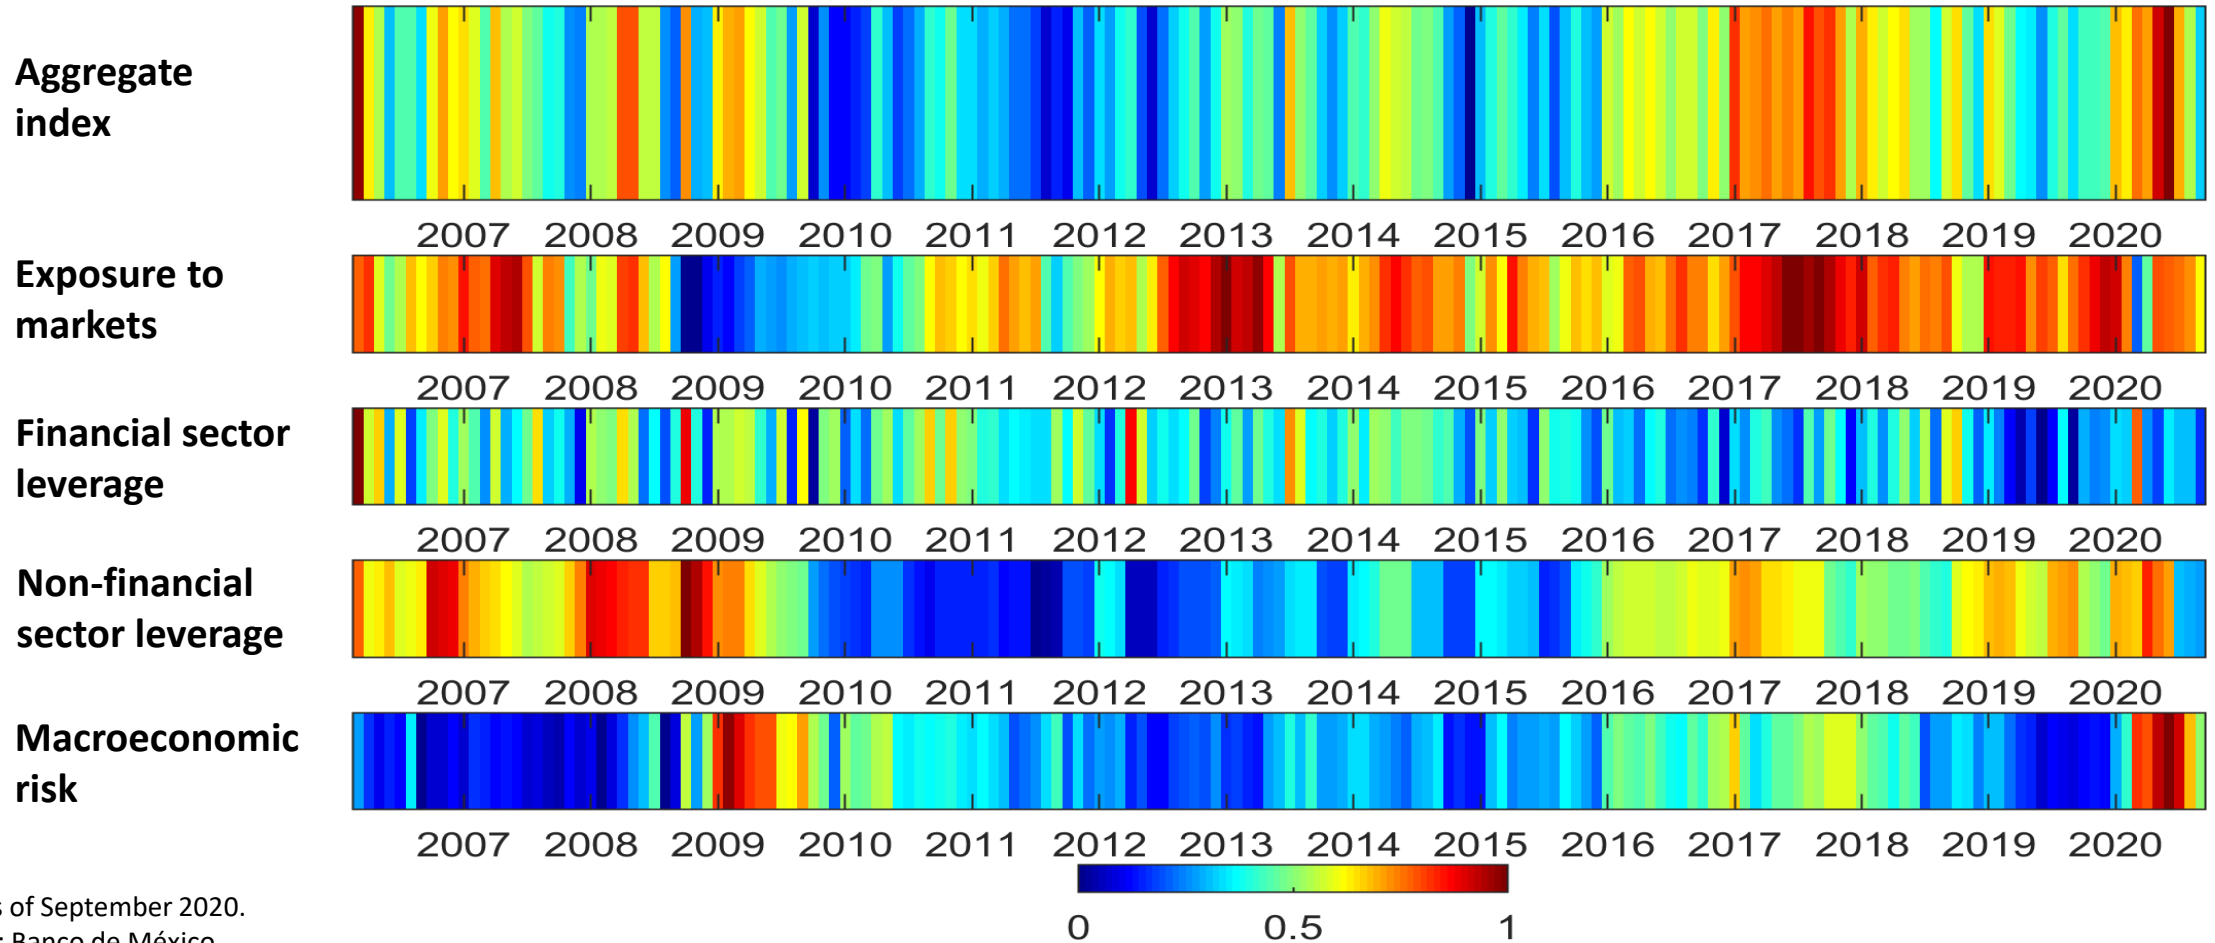 Aggregate
index
2007 2008 2009 2010 2011 2012 2013 2014 2015 2016 2017 2018 2019 2020
Exposure to
markets
2007 2008 2009 2010 2011 2012 2013 2014 2015 2016 2017 2018 2019 2020
Financial sector
leverage
2007 2008 2009 2010 2011 2012 2013 2014 2015 2016 2017 2018 2019 2020
Non-financial
sector leverage
2007 2008 2009 2010 2011 2012 2013 2014 2015 2016 2017 2018 2019 2020
Macroeconomic
risk
2007 2008 2009 2010 2011 2012 2013 2014 2015 2016 2017 2018 2019 2020
0 0.5 1
of September 2020.
: Banco de México